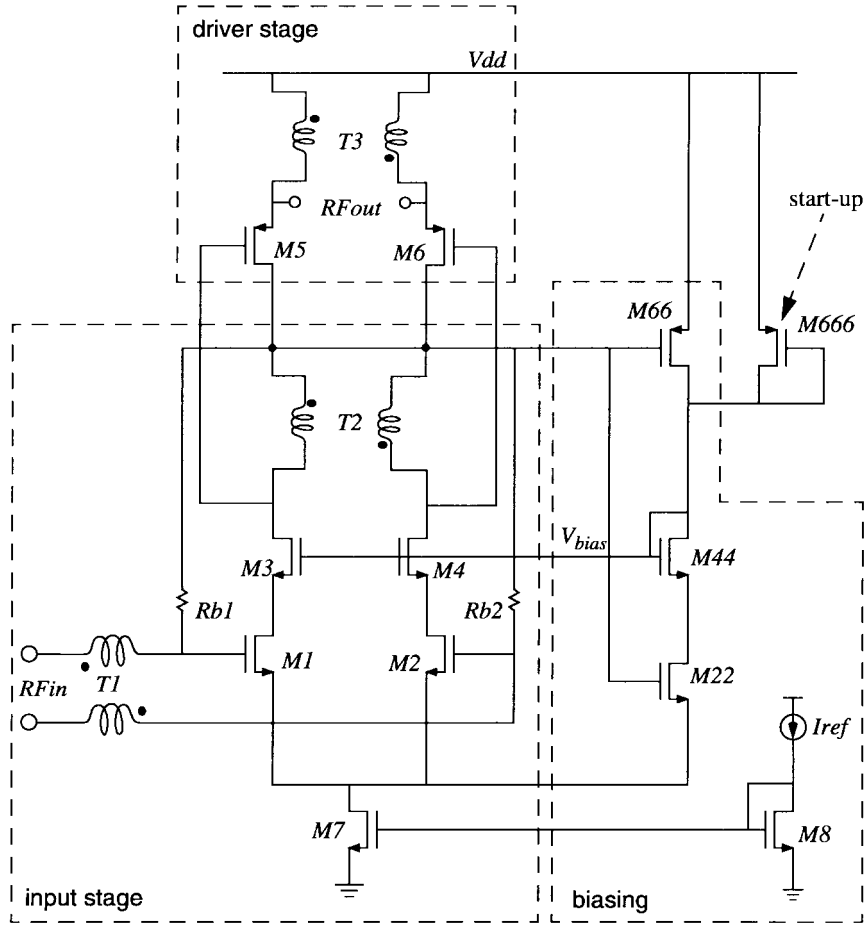 driver stage
Vdd
T3
RFout
start-up
M5
M6
M66
M666
T2
Vbias
M3
M4
M44
Rb1
Rb2
M1
M2
M22
RFin
T1
Iref
M7
M8
input stage
biasing